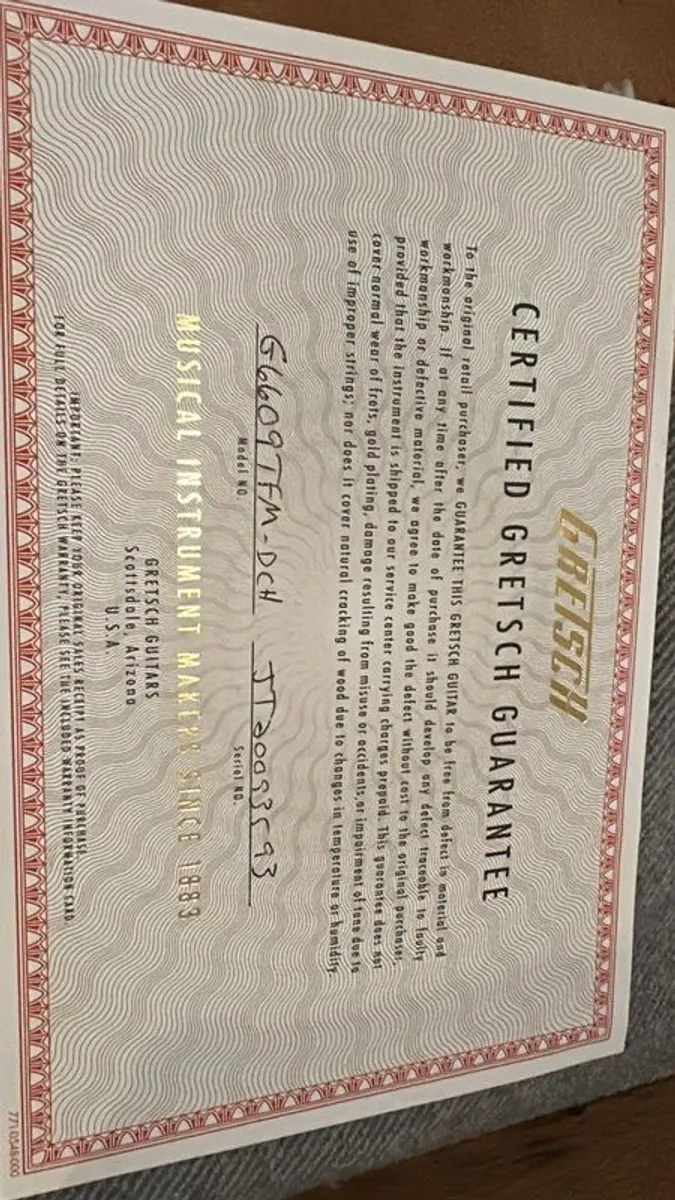 GRETSCH
CERTIFIED GRETSCH GUARANTEE
To the original retail purchaser, we GUARANTEE THIS GRETSCH GUITAR to be free from defect in material and
workmanship. If at any time after the date of purchase it should develop any defect traceable to faulty
workmanship or defective material, we agree to make good the defect without cost to the original purchaser,
provided that the instrument is shipped to our service center carrying charges prepaid. This guarantee does not
cover normal wear of frets, gold plating, damage resulting from misuse or accidents, or impairment of tone due to
use of improper strings; nor does it cover natural cracking of wood due to changes in temperature or humidity.
G6609TFM-DCH JT20093593
Model NO. Serial NO.
MUSICAL INSTRUMENT MAKERS SINCE 1883
GRETSCH GUITARS
Scottsdale, Arizona
U.S.A.
IMPORTANT: PLEASE KEEP YOUR ORIGINAL SALES RECEIPT AS PROOF OF PURCHASE.
FOR FULL DETAILS ON THE GRETSCH WARRANTY, PLEASE SEE THE INCLUDED WARRANTY INFORMATION CARD.
771-0548-000